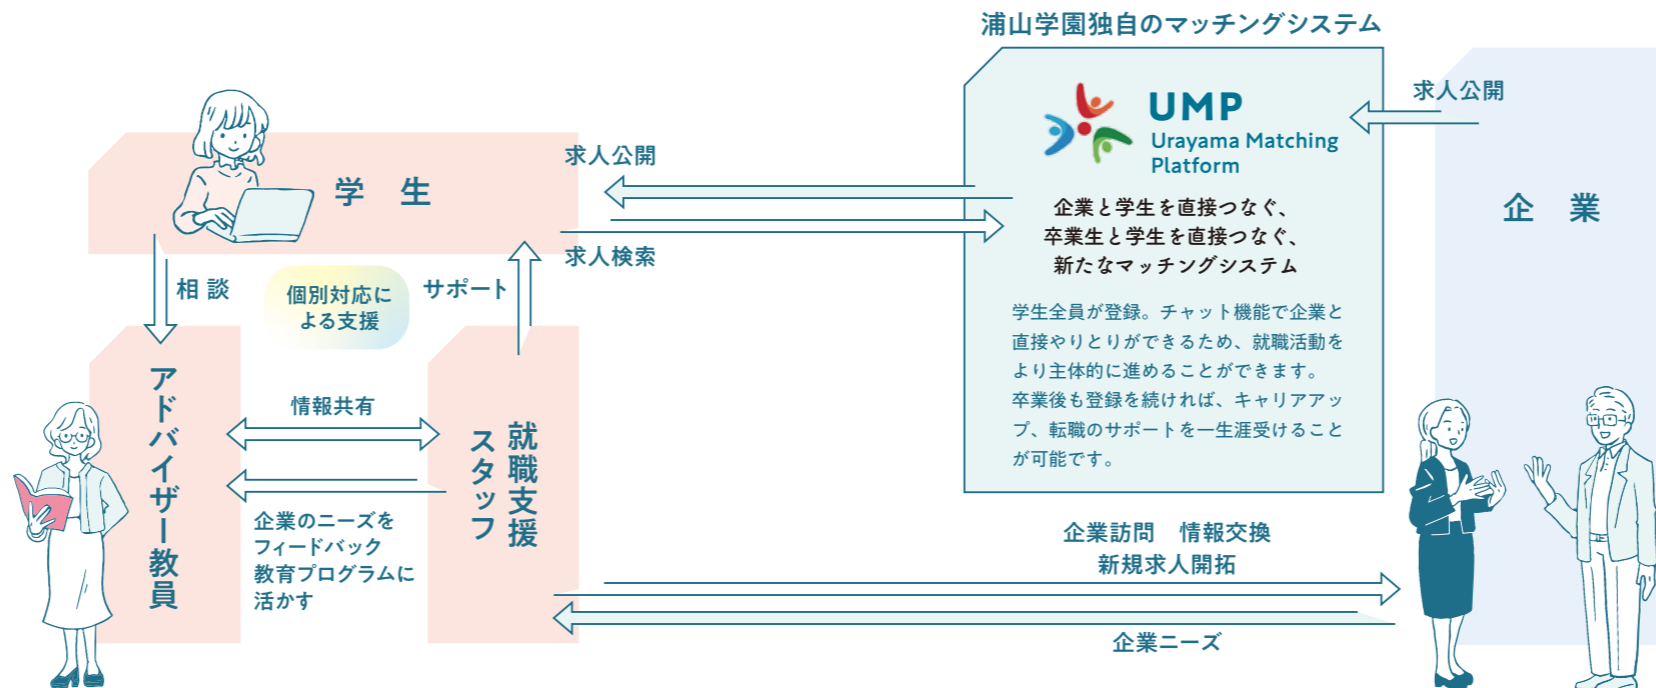 浦山学園独自のマッチングシステム
UMP
Urayama Matching
Platform
企業と学生を直接つなぐ、
卒業生と学生を直接つなぐ、
新たなマッチングシステム
学生全員が登録。チャット機能で企業と
直接やりとりができるため、就職活動を
より主体的に進めることができます。
卒業後も登録を続ければ、キャリアアッ
プ、転職のサポートを一生涯受けること
が可能です。
求人公開
企 業
求人公開
求人検索
学 生
相 談
個別対応に
よる支援
サポート
アドバイザー教員
情報共有
企業のニーズを
フィードバック
教育プログラムに
活かす
就職支援
スタッフ
企業訪問 情報交換
新規求人開拓
企業ニーズ